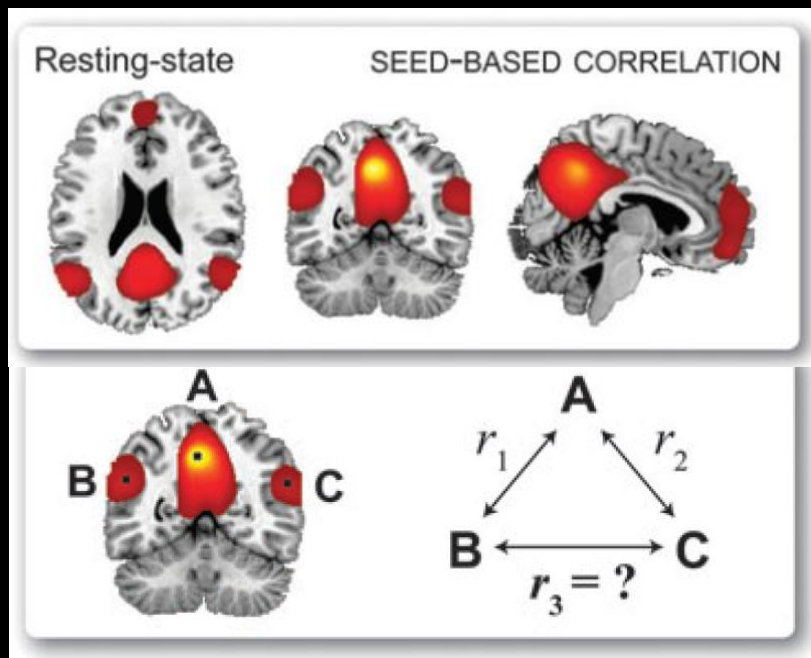 Resting-state SEED-BASED CORRELATION
A
B C
A
r1 r2
B C
r3 = ?